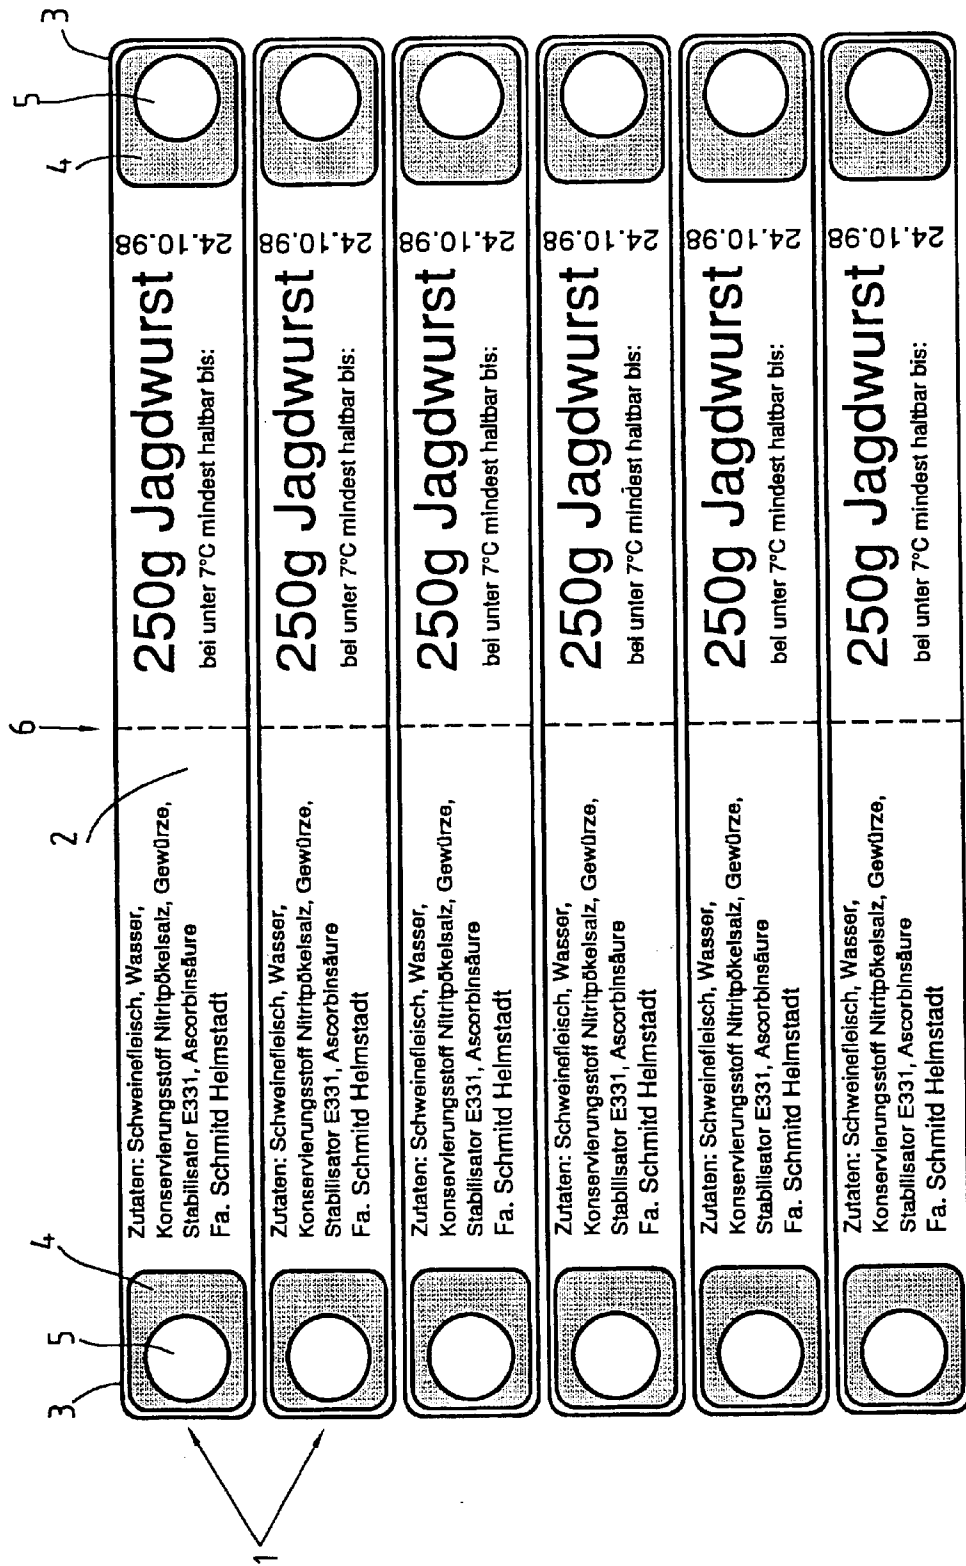 3
5
4
2
6
4
5
3
1
Zutaten: Schweinefleisch, Wasser,
Konservierungsstoff Nitritpökelsalz, Gewürze,
Stabilisator E331, Ascorbinsäure
Fa. Schmitd Helmstadt
250g Jagdwurst
bei unter 7°C mindest haltbar bis:
24.10.98
Zutaten: Schweinefleisch, Wasser,
Konservierungsstoff Nitritpökelsalz, Gewürze,
Stabilisator E331, Ascorbinsäure
Fa. Schmitd Helmstadt
250g Jagdwurst
bei unter 7°C mindest haltbar bis:
24.10.98
Zutaten: Schweinefleisch, Wasser,
Konservierungsstoff Nitritpökelsalz, Gewürze,
Stabilisator E331, Ascorbinsäure
Fa. Schmitd Helmstadt
250g Jagdwurst
bei unter 7°C mindest haltbar bis:
24.10.98
Zutaten: Schweinefleisch, Wasser,
Konservierungsstoff Nitritpökelsalz, Gewürze,
Stabilisator E331, Ascorbinsäure
Fa. Schmitd Helmstadt
250g Jagdwurst
bei unter 7°C mindest haltbar bis:
24.10.98
Zutaten: Schweinefleisch, Wasser,
Konservierungsstoff Nitritpökelsalz, Gewürze,
Stabilisator E331, Ascorbinsäure
Fa. Schmitd Helmstadt
250g Jagdwurst
bei unter 7°C mindest haltbar bis:
24.10.98
Zutaten: Schweinefleisch, Wasser,
Konservierungsstoff Nitritpökelsalz, Gewürze,
Stabilisator E331, Ascorbinsäure
Fa. Schmitd Helmstadt
250g Jagdwurst
bei unter 7°C mindest haltbar bis:
24.10.98